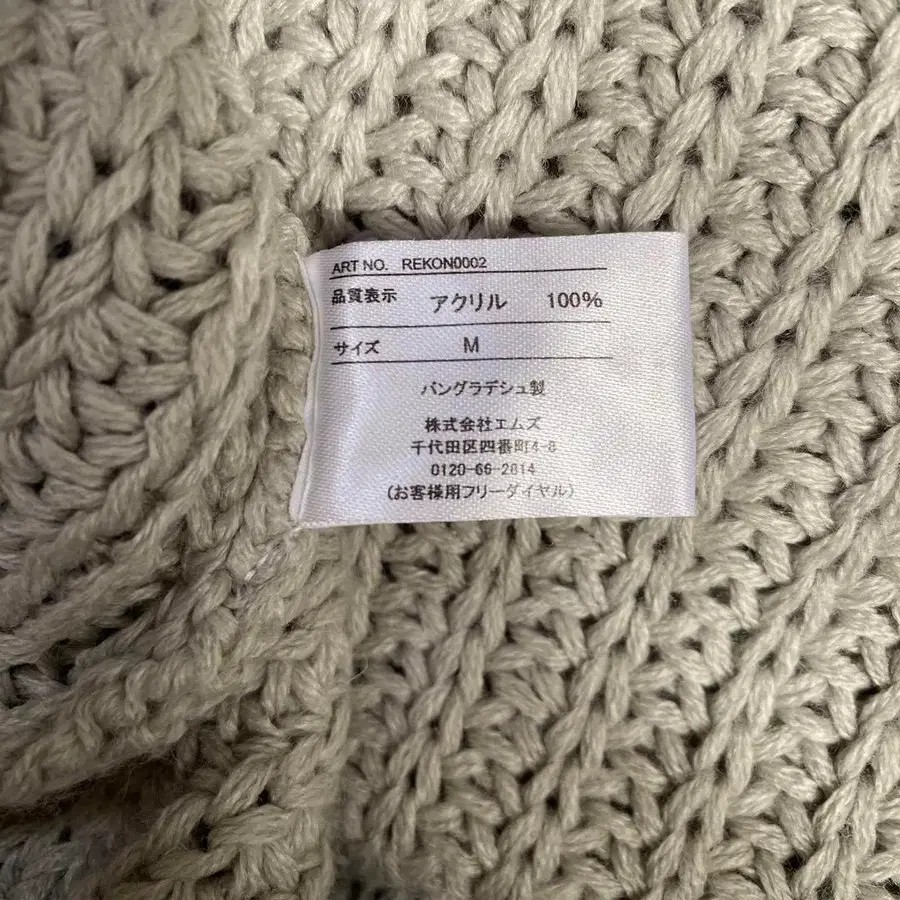 ART NO. REKON0002
品質表示 アクリル 100%
サイズ M
バングラデシュ製
株式会社エムズ
千代田区四番町4-8
0120-66-2814
(お客様用フリーダイヤル)